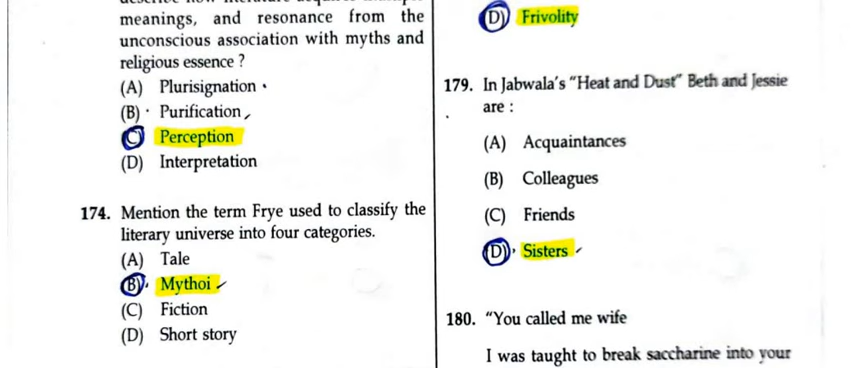 meanings, and resonance from the
unconscious association with myths and
religious essence ?
(A) Plurisignation
(B) Purification
(C) Perception
(D) Interpretation
174. Mention the term Frye used to classify the
literary universe into four categories.
(A) Tale
(B) Mythoi
(C) Fiction
(D) Short story
(D) Frivolity
179. In Jabwala's "Heat and Dust" Beth and Jessie
are :
(A) Acquaintances
(B) Colleagues
(C) Friends
(D) Sisters
180. "You called me wife
I was taught to break saccharine into your